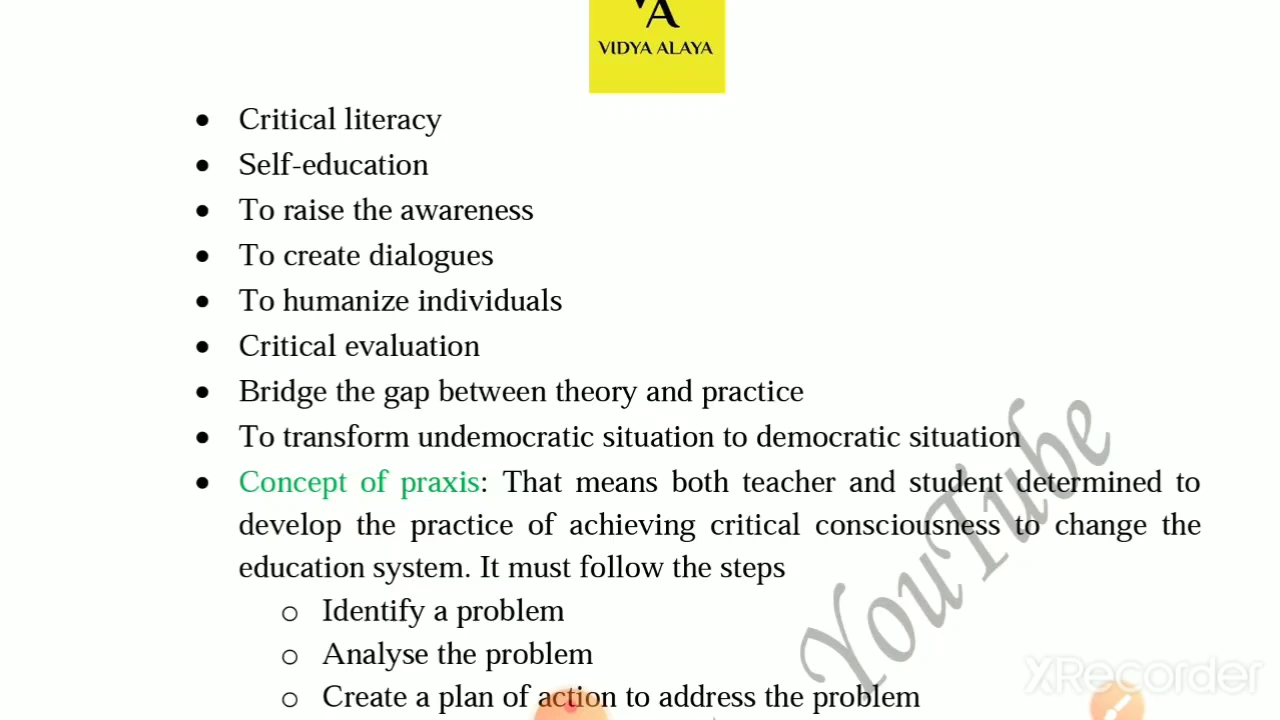 VA
VIDYA ALAYA
• Critical literacy
• Self-education
• To raise the awareness
• To create dialogues
• To humanize individuals
• Critical evaluation
• Bridge the gap between theory and practice
• To transform undemocratic situation to democratic situation
• Concept of praxis: That means both teacher and student determined to
develop the practice of achieving critical consciousness to change the
education system. It must follow the steps
o Identify a problem
o Analyse the problem
o Create a plan of action to address the problem
YouTube
XRecorder